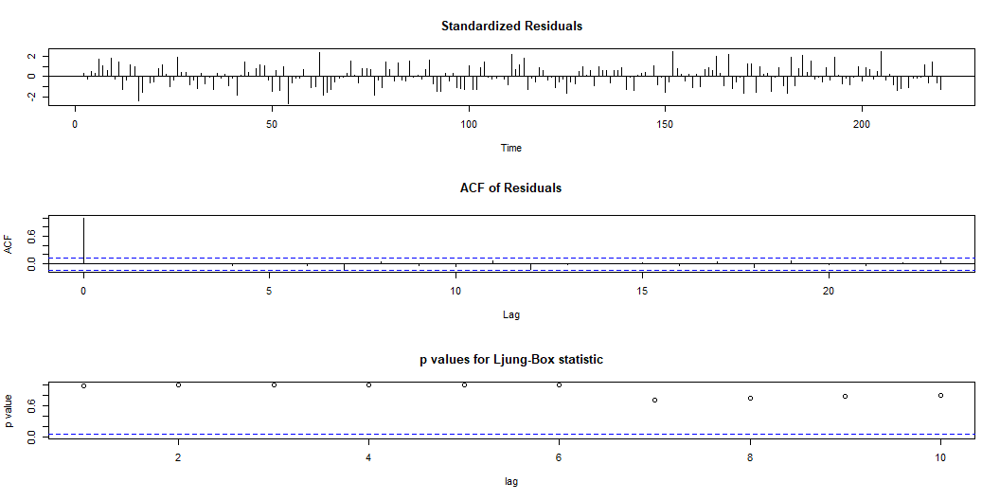 Standardized Residuals
2
0
-2
0 50 100 150 200
Time
ACF of Residuals
ACF
0.6
0.0
0 5 10 15 20
Lag
p values for Ljung-Box statistic
p value
0.6
0.0
2 4 6 8 10
lag